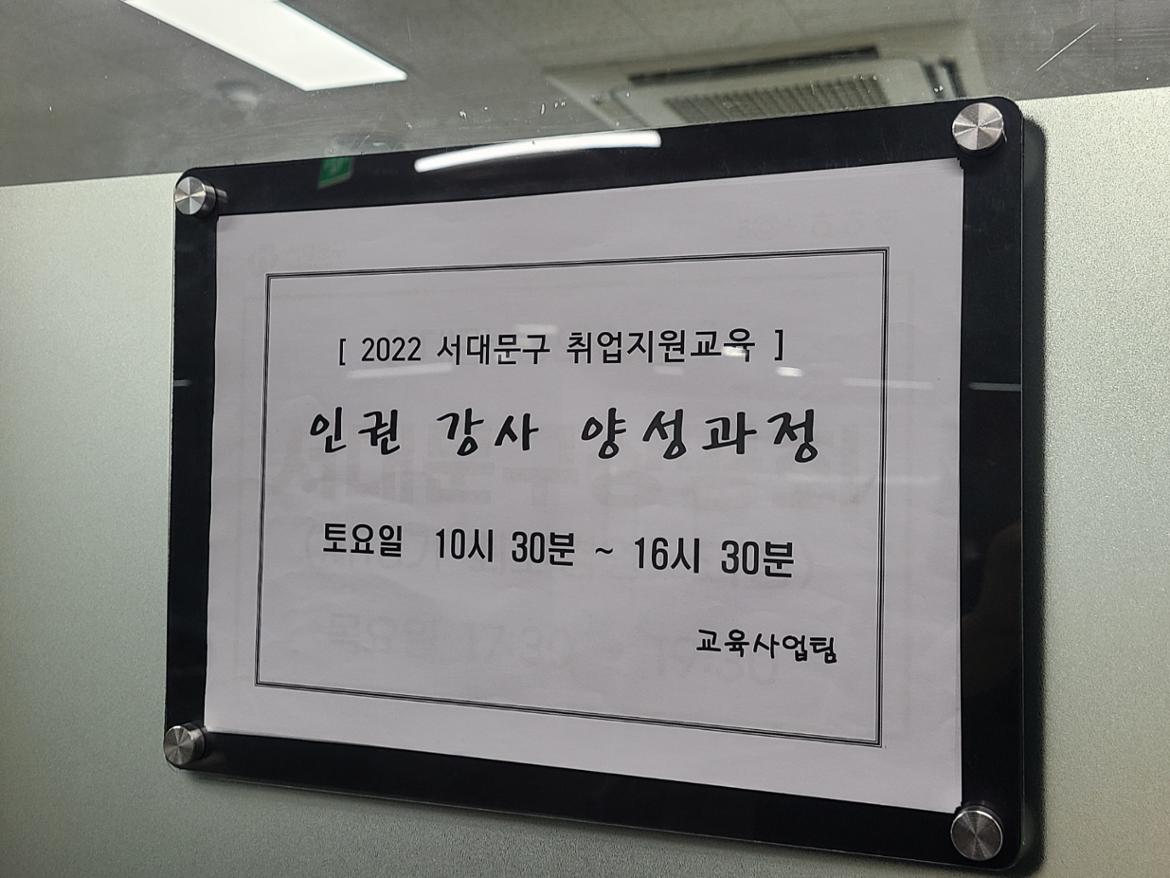 [ 2022 서대문구 취업지원교육 ]
인권 강사 양성과정
토요일 10시 30분 ~ 16시 30분
교육사업팀